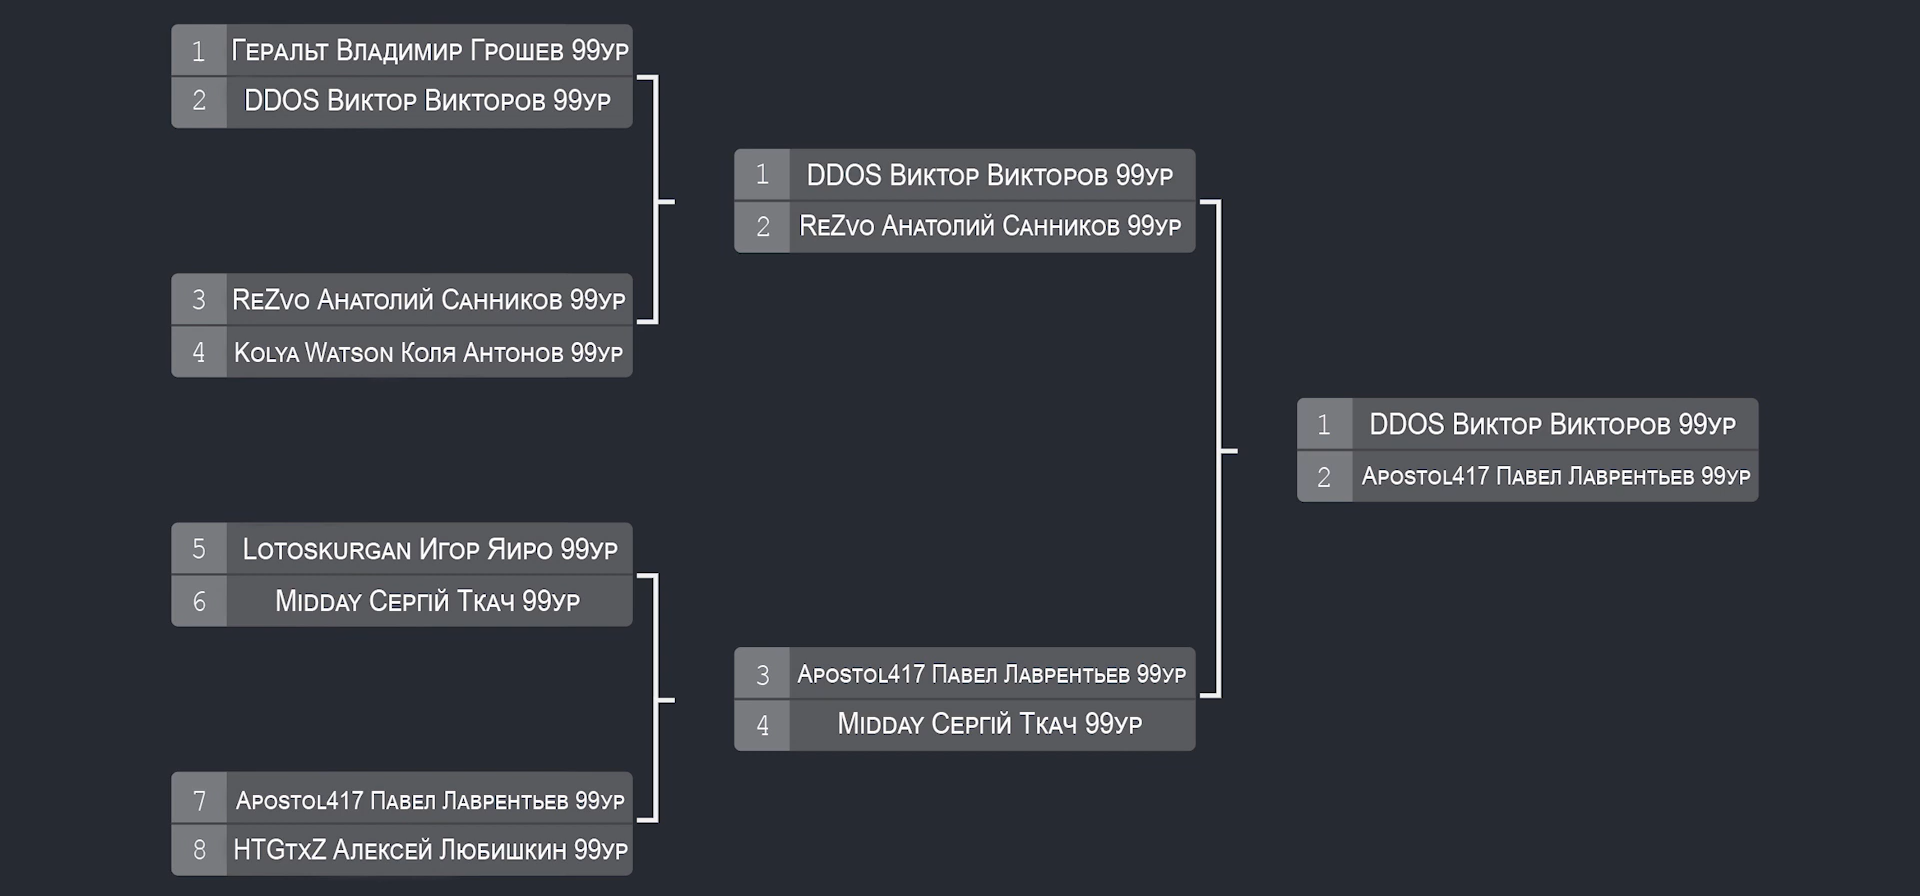 1 Геральт Владимир Грошев 99ур
2 DDOS Виктор Викторов 99ур
3 ReZvo Анатолий Санников 99ур
4 Kolya Watson Коля Антонов 99ур
5 Lotoskurgan Игор Яиро 99ур
6 Midday Сергій Ткач 99ур
7 Apostol417 Павел Лаврентьев 99ур
8 HTGtxZ Алексей Любишкин 99ур
1 DDOS Виктор Викторов 99ур
2 ReZvo Анатолий Санников 99ур
3 Apostol417 Павел Лаврентьев 99ур
4 Midday Сергій Ткач 99ур
1 DDOS Виктор Викторов 99ур
2 Apostol417 Павел Лаврентьев 99ур